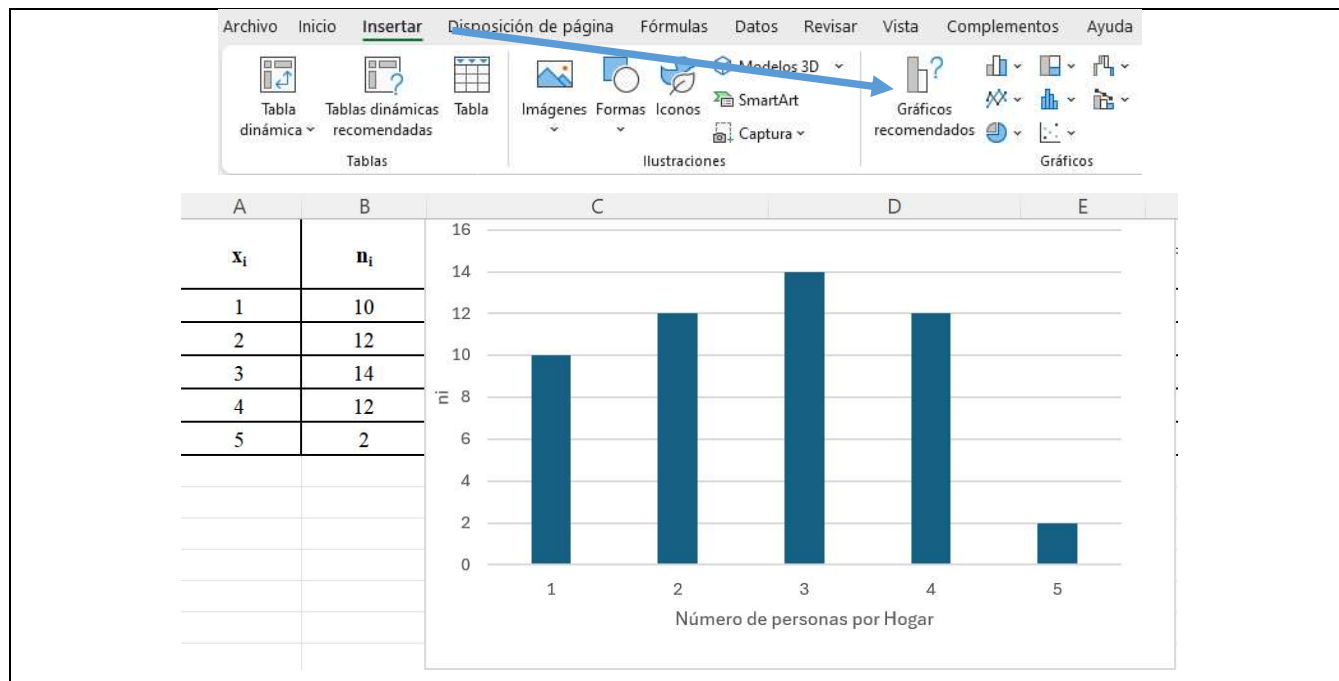 Archivo Inicio Insertar Disposición de página Fórmulas Datos Revisar Vista Complementos Ayuda
Tabla dinámica
Tablas dinámicas recomendadas
Tabla
Tablas
Imágenes
Formas
Iconos
Modelos 3D
SmartArt
Captura
Ilustraciones
Gráficos recomendados
Gráficos
A B C D E
xi ni
1 10
2 12
3 14
4 12
5 2
16
14
12
10
8
6
4
2
0
ni
1 2 3 4 5
Número de personas por Hogar